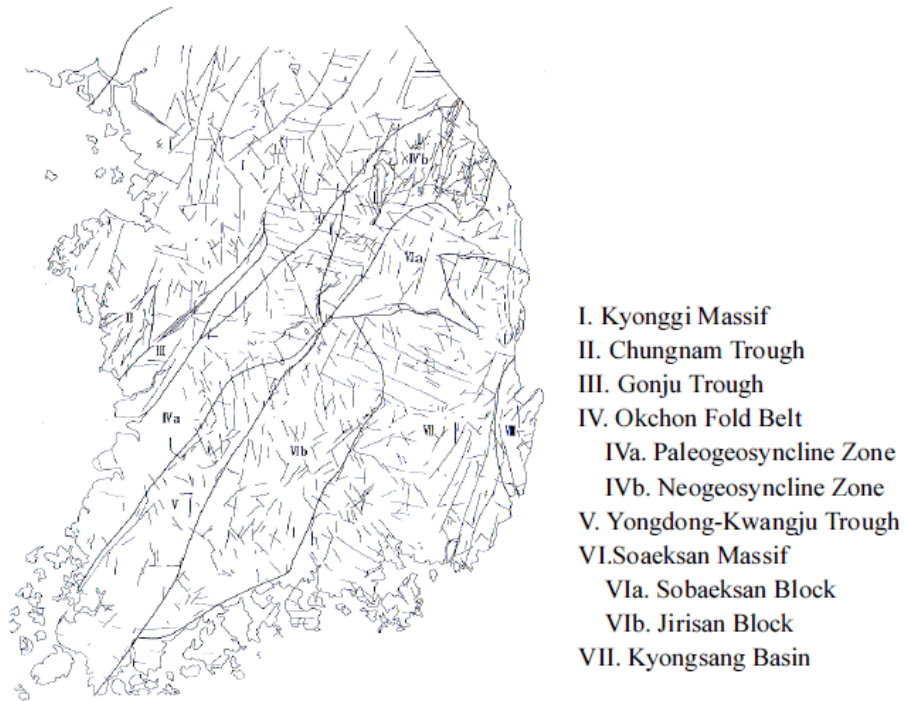 I
IVb
VIa
II
III
IVa
VIb
VII
VIII
V
I. Kyonggi Massif
II. Chungnam Trough
III. Gonju Trough
IV. Okchon Fold Belt
IVa. Paleogeosyncline Zone
IVb. Neogeosyncline Zone
V. Yongdong-Kwangju Trough
VI.Soaeksan Massif
VIa. Sobaeksan Block
VIb. Jirisan Block
VII. Kyongsang Basin